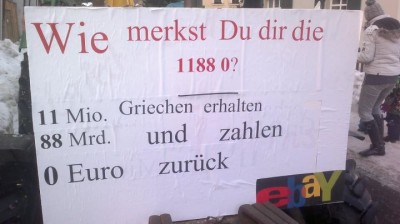 Wie merkst Du dir die
1188 0?
11 Mio. Griechen erhalten
88 Mrd. und zahlen
0 Euro zurück
ebay